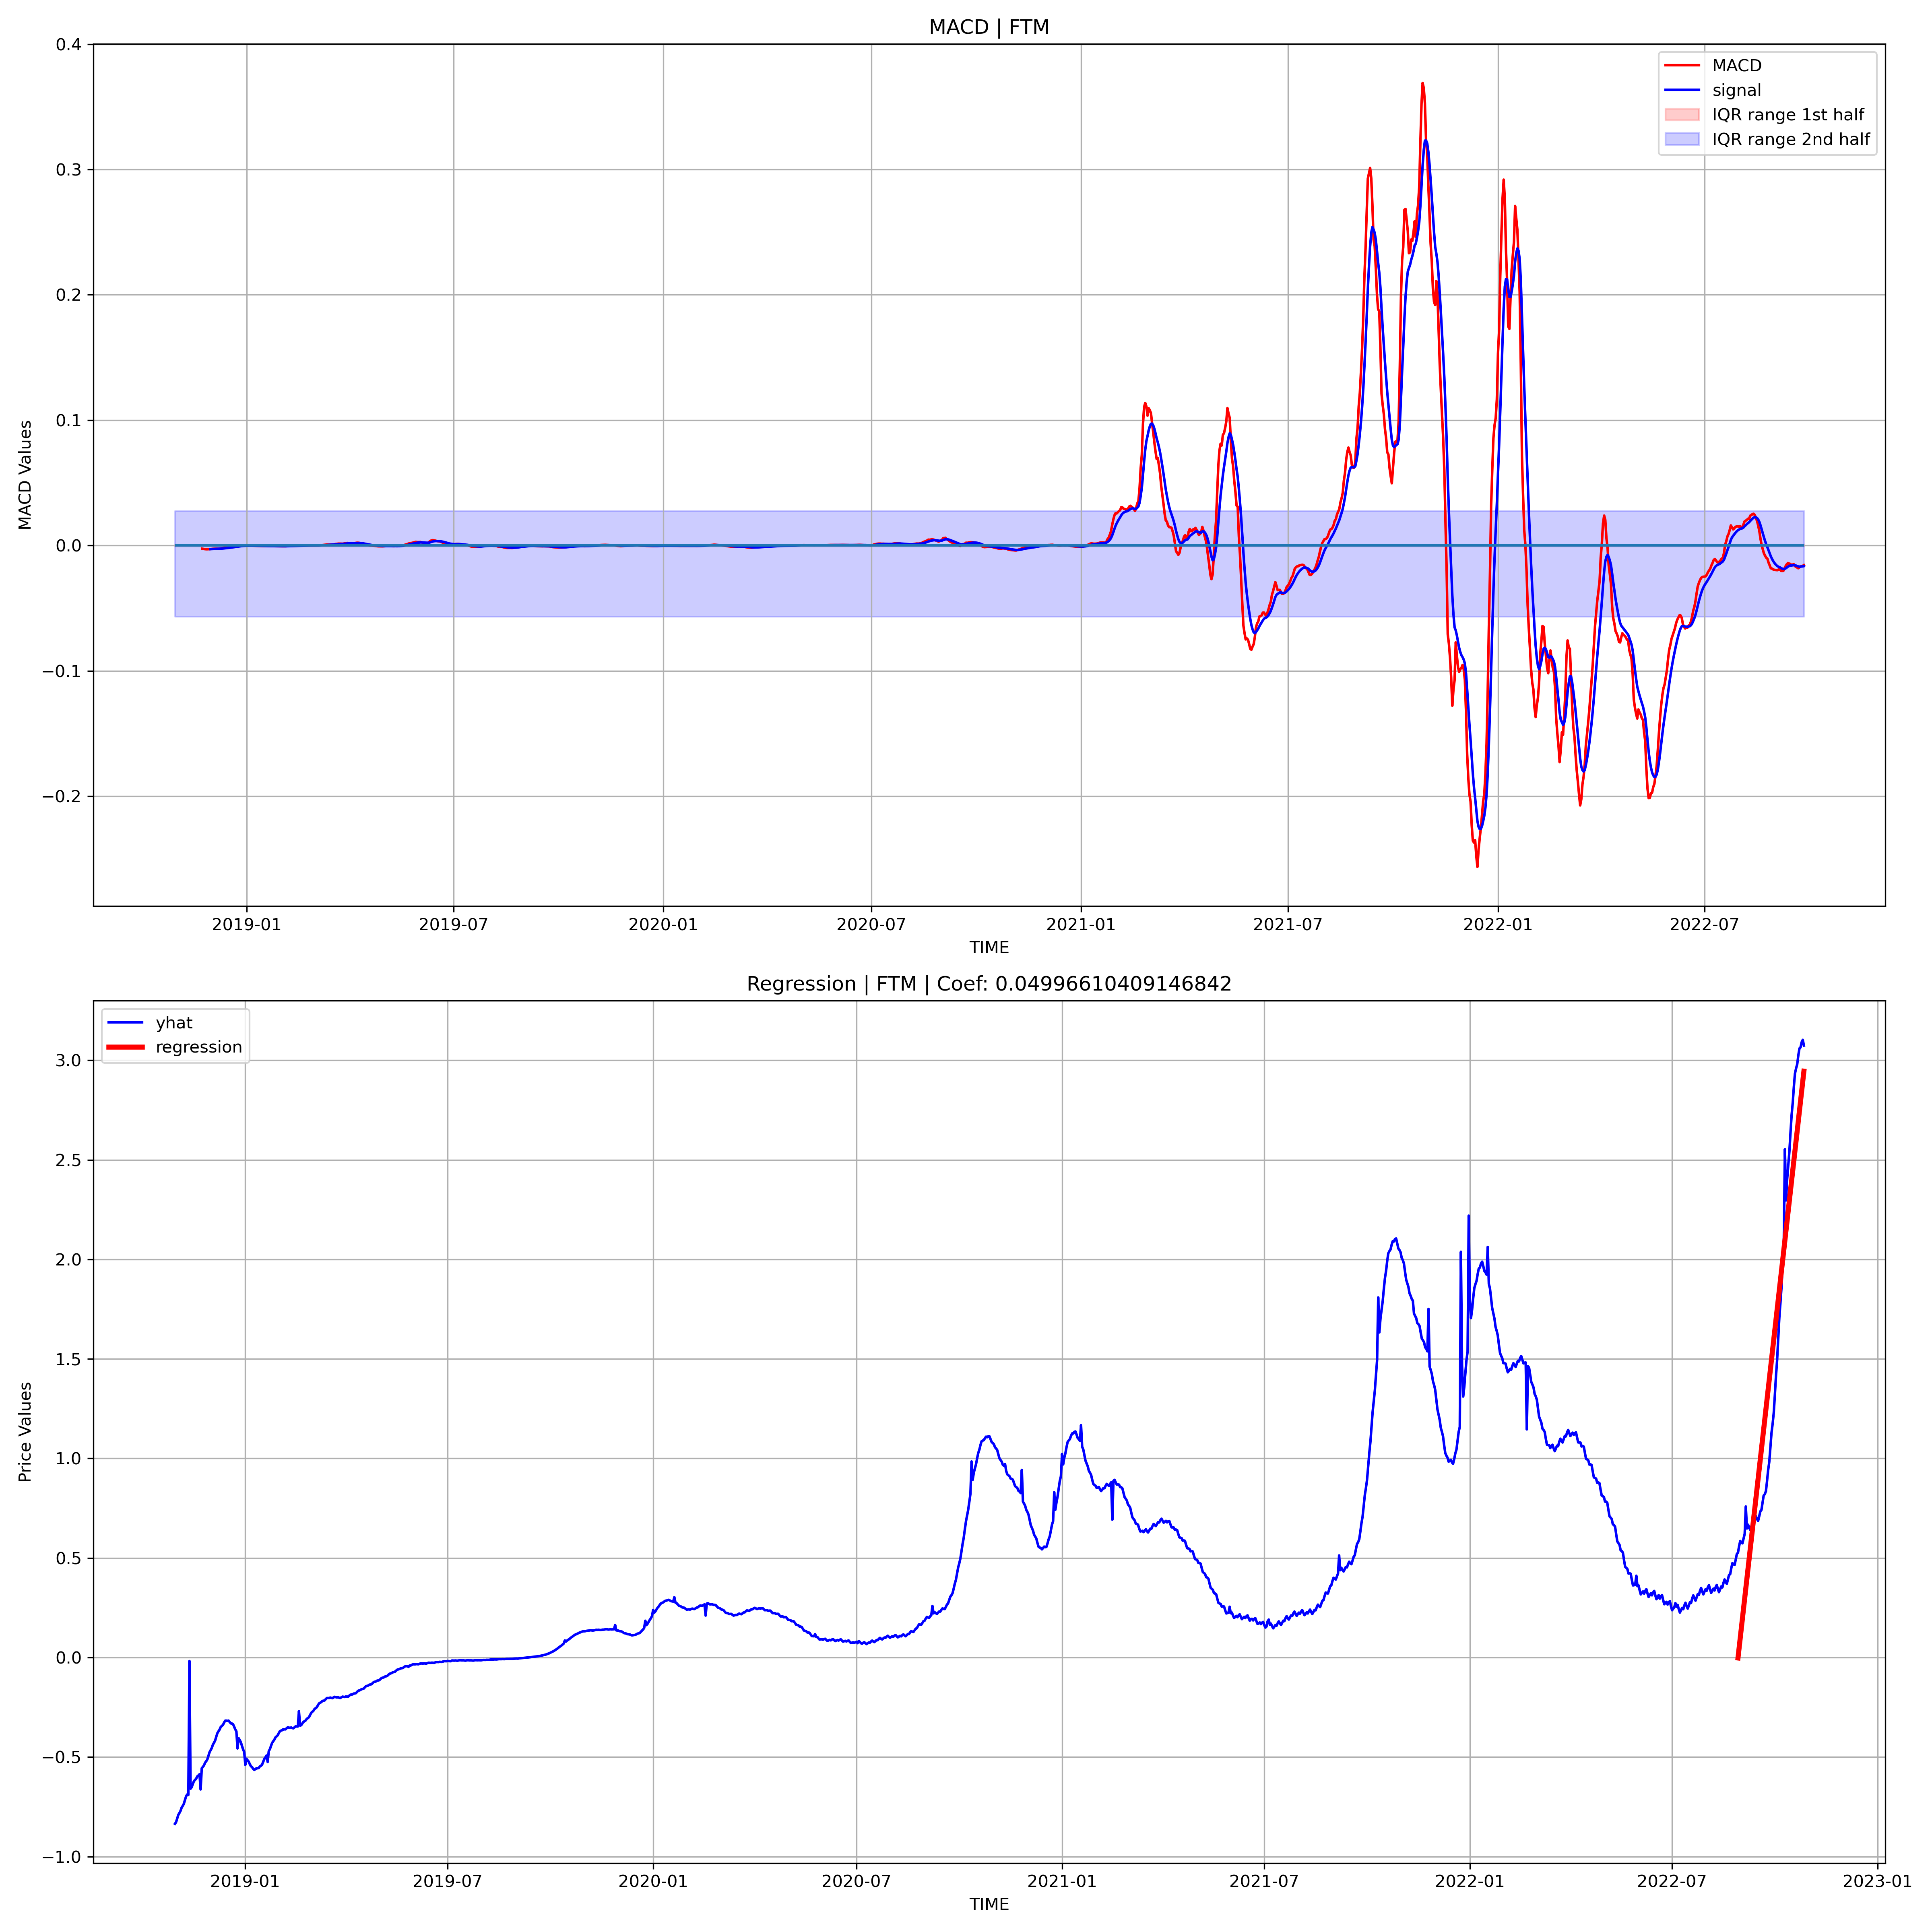 MACD | FTM
0.4
0.3
0.2
0.1
0.0
−0.1
−0.2
MACD Values
MACD
signal
IQR range 1st half
IQR range 2nd half
2019-01 2019-07 2020-01 2020-07 2021-01 2021-07 2022-01 2022-07
TIME
Regression | FTM | Coef: 0.04996610409146842
yhat
regression
3.0
2.5
2.0
1.5
1.0
0.5
0.0
−0.5
−1.0
Price Values
2019-01 2019-07 2020-01 2020-07 2021-01 2021-07 2022-01 2022-07 2023-01
TIME